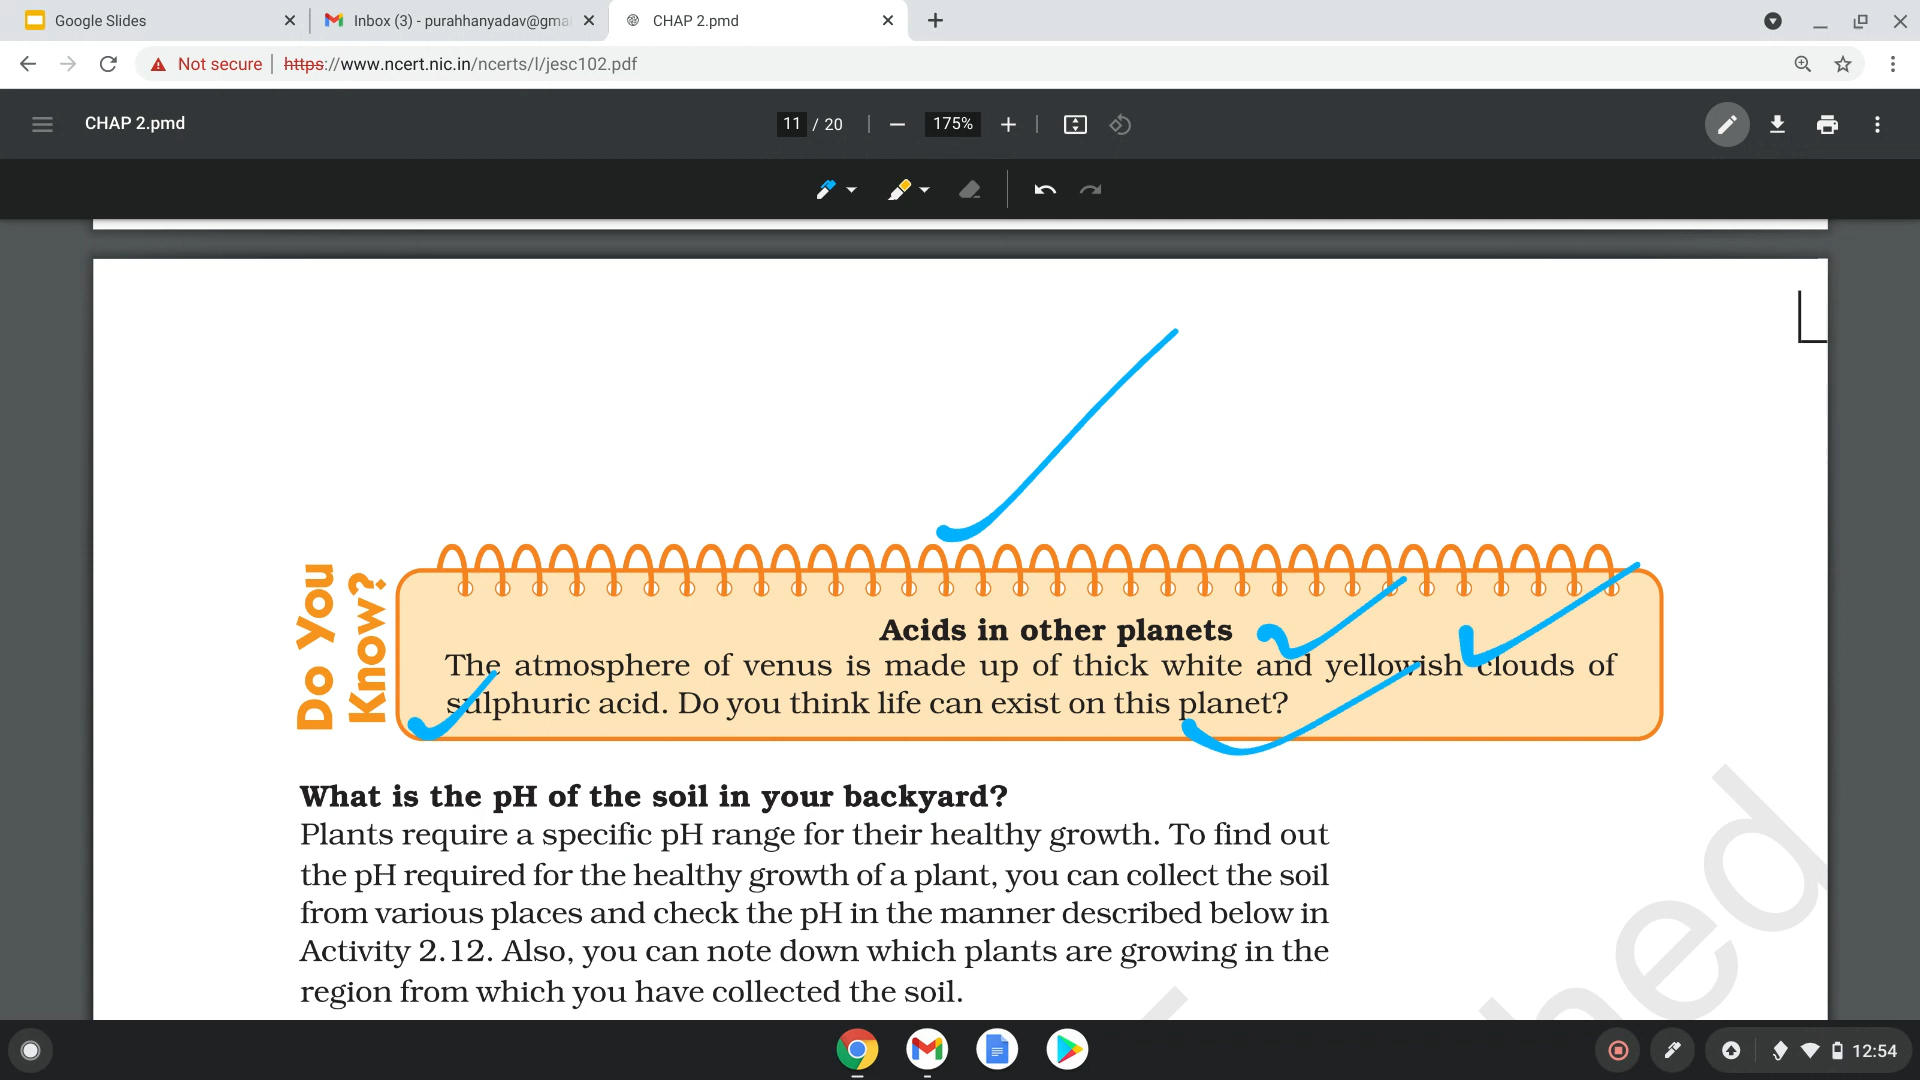 Google Slides
Inbox (3) - purahhanyadav@gma
CHAP 2.pmd
Not secure
https://www.ncert.nic.in/ncerts/l/jesc102.pdf
CHAP 2.pmd
11 / 20
175%
Do You
Know?
Acids in other planets
The atmosphere of venus is made up of thick white and yellowish clouds of
sulphuric acid. Do you think life can exist on this planet?
What is the pH of the soil in your backyard?
Plants require a specific pH range for their healthy growth. To find out
the pH required for the healthy growth of a plant, you can collect the soil
from various places and check the pH in the manner described below in
Activity 2.12. Also, you can note down which plants are growing in the
region from which you have collected the soil.
hed
12:54